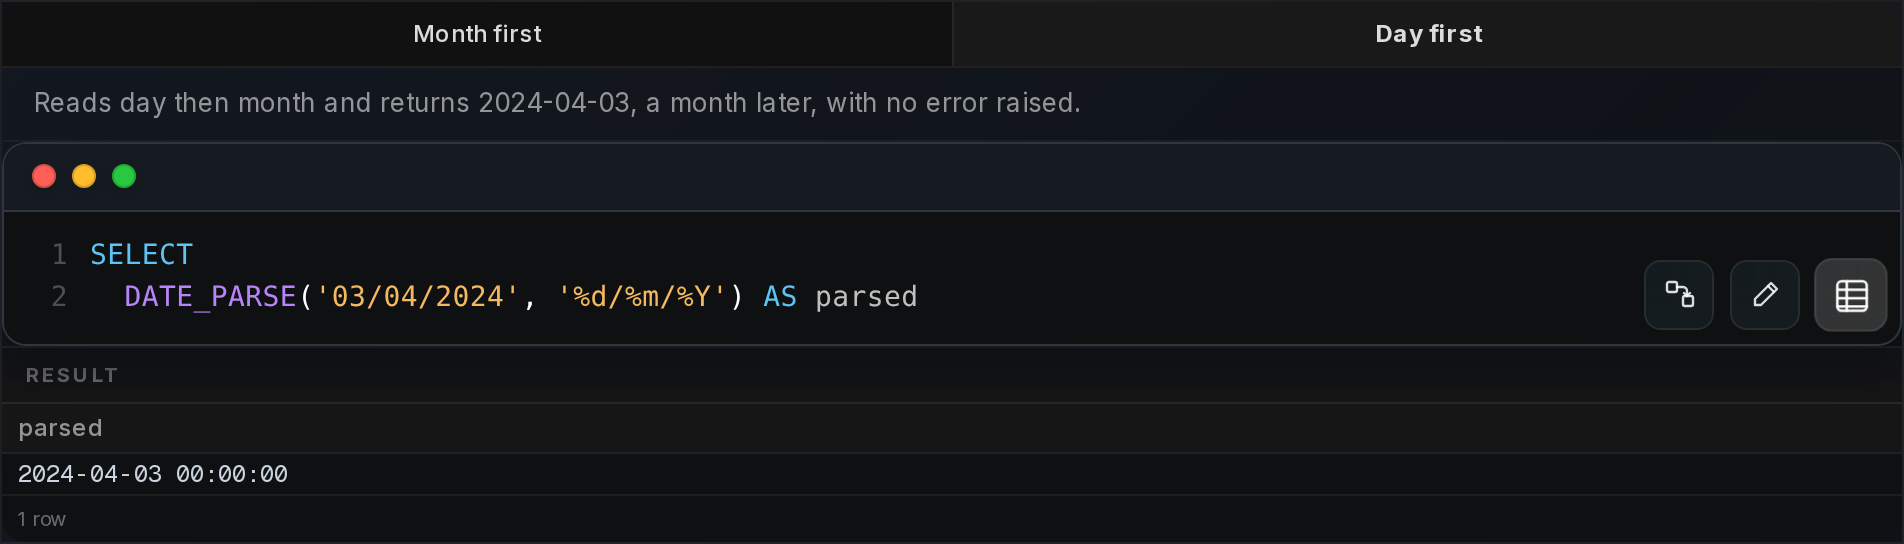 Month first
Day first
Reads day then month and returns 2024-04-03, a month later, with no error raised.
1 SELECT
2   DATE_PARSE('03/04/2024', '%d/%m/%Y') AS parsed
RESULT
parsed
2024-04-03 00:00:00
1 row